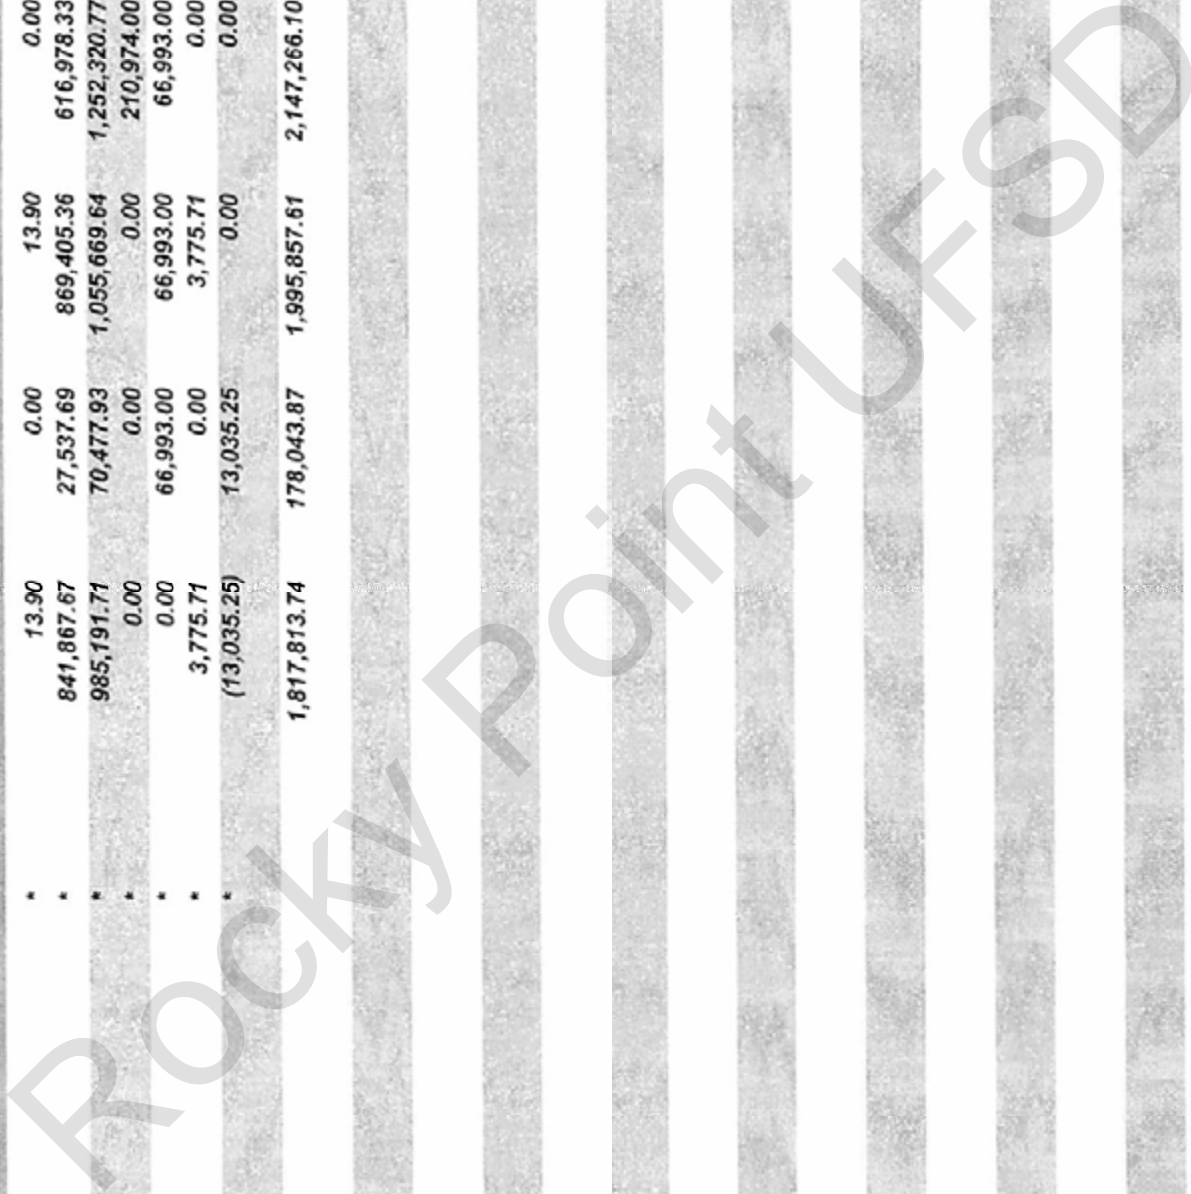 * 13.90 0.00 13.90 0.00
* 841,867.67 27,537.69 869,405.36 616,978.33
* 985,191.71 70,477.93 1,055,669.64 1,252,320.77
* 0.00 0.00 0.00 210,974.00
* 0.00 66,993.00 66,993.00 66,993.00
* 3,775.71 0.00 3,775.71 0.00
* (13,035.25) 13,035.25 0.00 0.00
1,817,813.74 178,043.87 1,995,857.61 2,147,266.10
Rocky Point UFSD